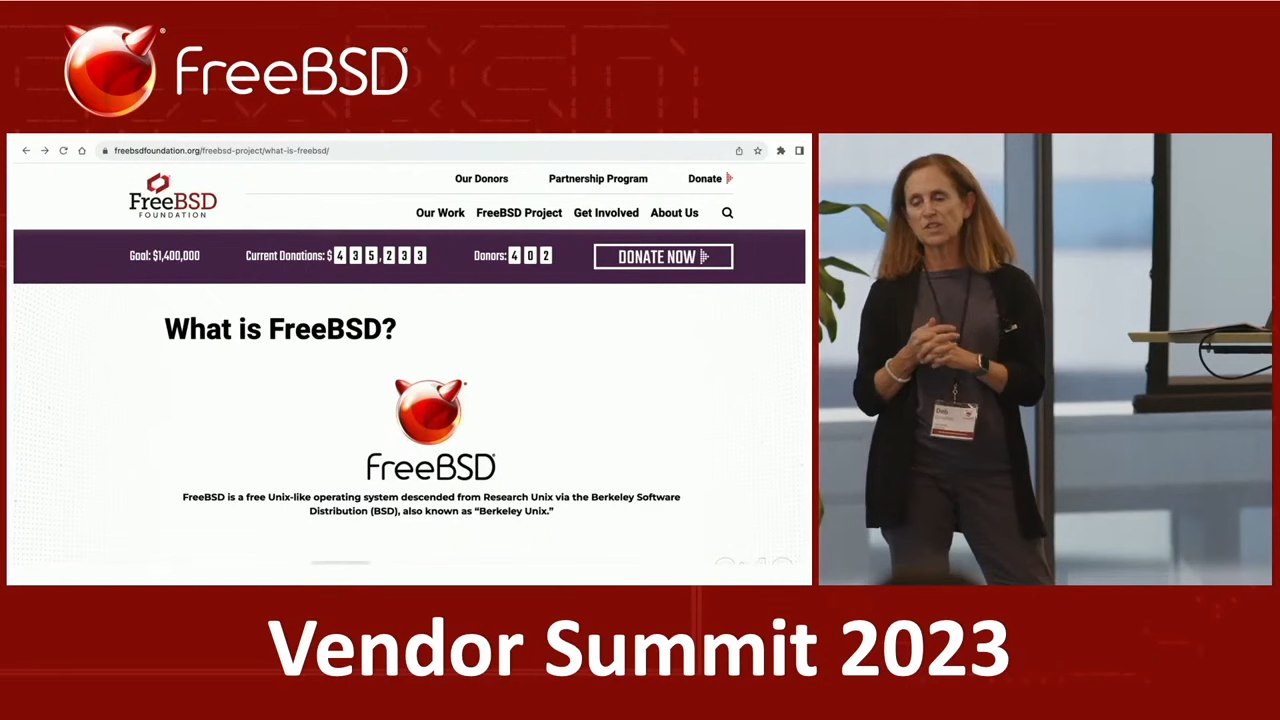 FreeBSD
freebsdfoundation.org/freebsd-project/what-is-freebsd/
Our Donors Partnership Program Donate
FreeBSD
FOUNDATION
Our Work FreeBSD Project Get Involved About Us
Goal: $1,400,000 Current Donations: $ 435,233 Donors: 402 DONATE NOW
What is FreeBSD?
FreeBSD
FreeBSD is a free Unix-like operating system descended from Research Unix via the Berkeley Software
Distribution (BSD), also known as “Berkeley Unix.”
Deb
Vendor Summit 2023